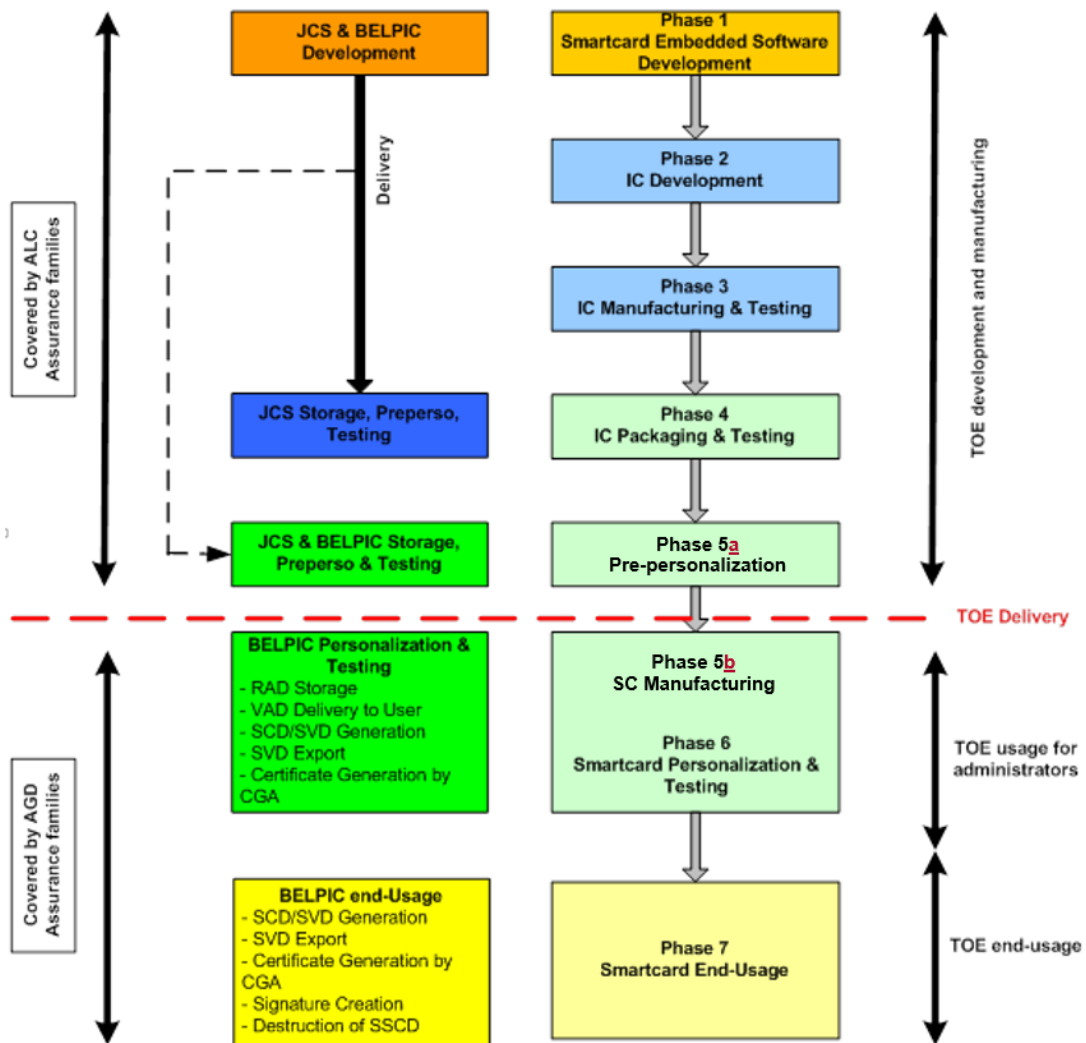 JCS & BELPIC
Development
Phase 1
Smartcard Embedded Software
Development
Delivery
Phase 2
IC Development
Covered by ALC
Assurance families
Phase 3
IC Manufacturing & Testing
TOE development and manufacturing
JCS Storage, Preperso,
Testing
Phase 4
IC Packaging & Testing
JCS & BELPIC Storage,
Preperso & Testing
Phase 5a
Pre-personalization
TOE Delivery
BELPIC Personalization &
Testing
- RAD Storage
- VAD Delivery to User
- SCD/SVD Generation
- SVD Export
- Certificate Generation by
CGA
Phase 5b
SC Manufacturing
Phase 6
Smartcard Personalization &
Testing
TOE usage for
administrators
Covered by AGD
Assurance families
BELPIC end-Usage
- SCD/SVD Generation
- SVD Export
- Certificate Generation by
CGA
- Signature Creation
- Destruction of SSCD
Phase 7
Smartcard End-Usage
TOE end-usage